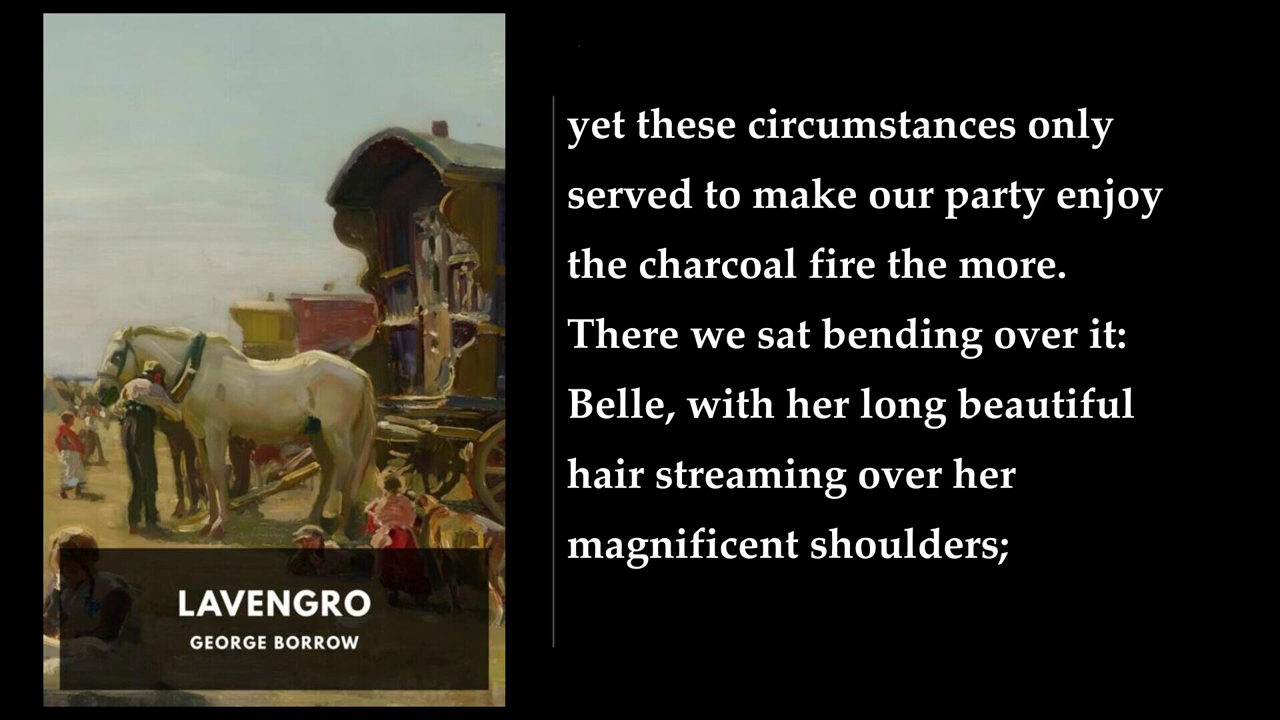 yet these circumstances only
served to make our party enjoy
the charcoal fire the more.
There we sat bending over it:
Belle, with her long beautiful
hair streaming over her
magnificent shoulders;
LAVENGRO
GEORGE BORROW